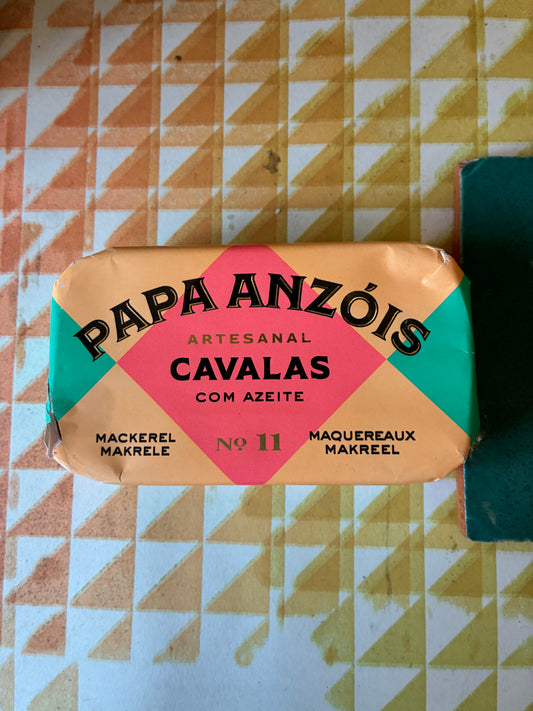 PAPA ANZÓIS
ARTESANAL
CAVALAS
COM AZEITE
MACKEREL
MAKRELE
Nº 11
MAQUEREAUX
MAKREEL